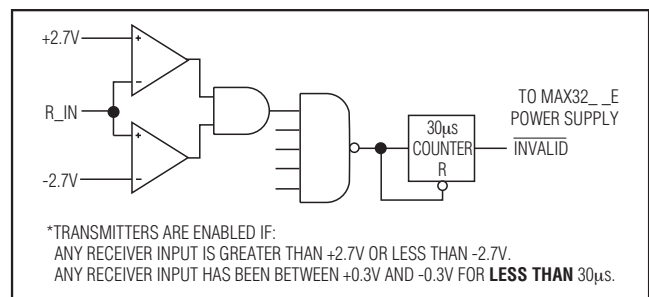 +2.7V
+
-
R_IN
+
-
-2.7V
30µs
COUNTER
R
TO MAX32_ _E
POWER SUPPLY
INVALID
*TRANSMITTERS ARE ENABLED IF:
ANY RECEIVER INPUT IS GREATER THAN +2.7V OR LESS THAN -2.7V.
ANY RECEIVER INPUT HAS BEEN BETWEEN +0.3V AND -0.3V FOR LESS THAN 30µs.